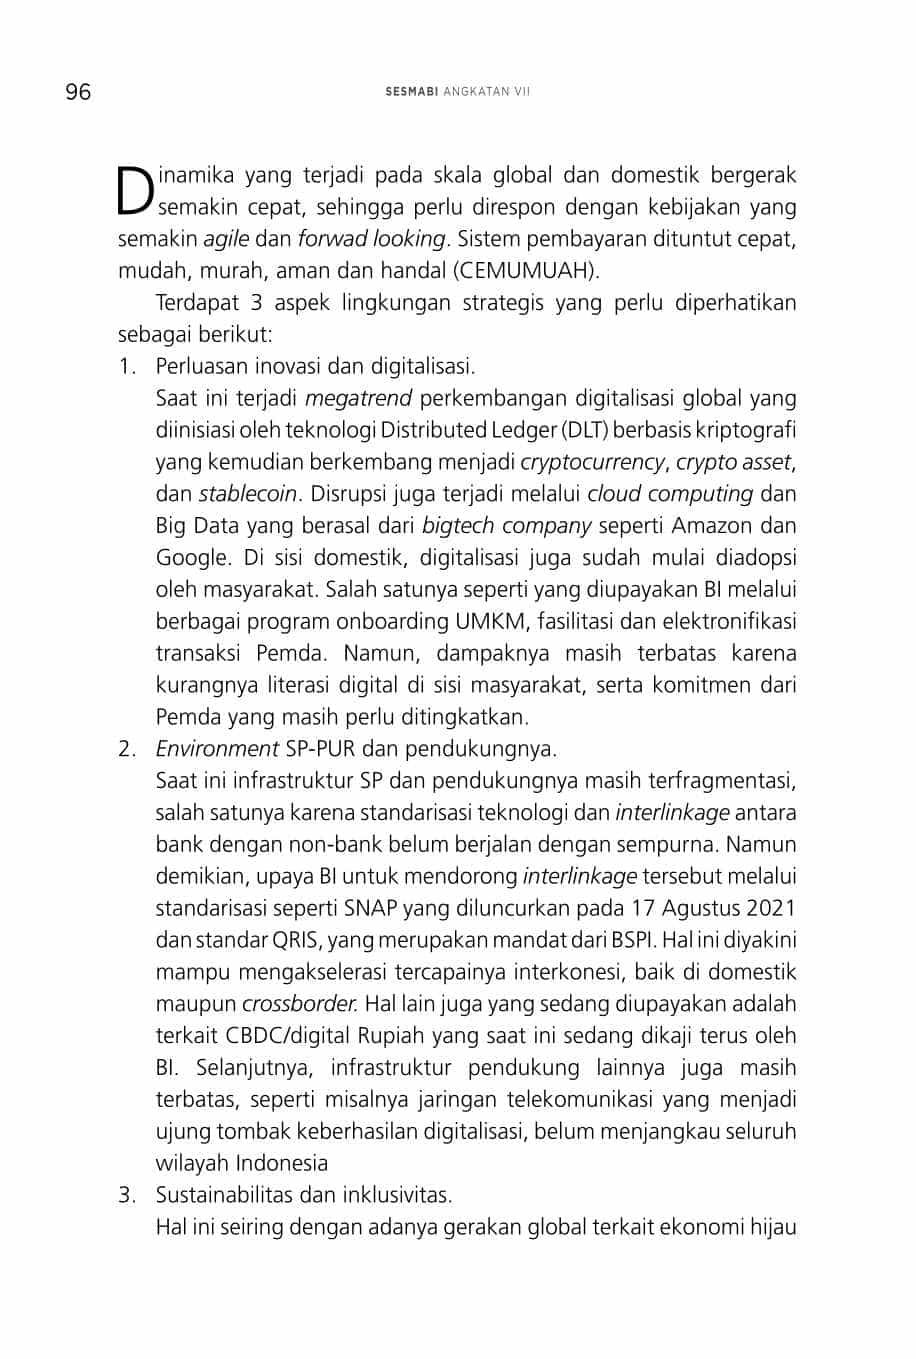 96
SESMABI ANGKATAN VII
Dinamika yang terjadi pada skala global dan domestik bergerak
semakin cepat, sehingga perlu direspon dengan kebijakan yang
semakin agile dan forwad looking. Sistem pembayaran dituntut cepat,
mudah, murah, aman dan handal (CEMUMUAH).
Terdapat 3 aspek lingkungan strategis yang perlu diperhatikan
sebagai berikut:
1. Perluasan inovasi dan digitalisasi.
Saat ini terjadi megatrend perkembangan digitalisasi global yang
diinisiasi oleh teknologi Distributed Ledger (DLT) berbasis kriptografi
yang kemudian berkembang menjadi cryptocurrency, crypto asset,
dan stablecoin. Disrupsi juga terjadi melalui cloud computing dan
Big Data yang berasal dari bigtech company seperti Amazon dan
Google. Di sisi domestik, digitalisasi juga sudah mulai diadopsi
oleh masyarakat. Salah satunya seperti yang diupayakan BI melalui
berbagai program onboarding UMKM, fasilitasi dan elektronifikasi
transaksi Pemda. Namun, dampaknya masih terbatas karena
kurangnya literasi digital di sisi masyarakat, serta komitmen dari
Pemda yang masih perlu ditingkatkan.
2. Environment SP-PUR dan pendukungnya.
Saat ini infrastruktur SP dan pendukungnya masih terfragmentasi,
salah satunya karena standarisasi teknologi dan interlinkage antara
bank dengan non-bank belum berjalan dengan sempurna. Namun
demikian, upaya BI untuk mendorong interlinkage tersebut melalui
standarisasi seperti SNAP yang diluncurkan pada 17 Agustus 2021
dan standar QRIS, yang merupakan mandat dari BSPI. Hal ini diyakini
mampu mengakselerasi tercapainya interkonesi, baik di domestik
maupun crossborder. Hal lain juga yang sedang diupayakan adalah
terkait CBDC/digital Rupiah yang saat ini sedang dikaji terus oleh
BI. Selanjutnya, infrastruktur pendukung lainnya juga masih
terbatas, seperti misalnya jaringan telekomunikasi yang menjadi
ujung tombak keberhasilan digitalisasi, belum menjangkau seluruh
wilayah Indonesia
3. Sustainabilitas dan inklusivitas.
Hal ini seiring dengan adanya gerakan global terkait ekonomi hijau